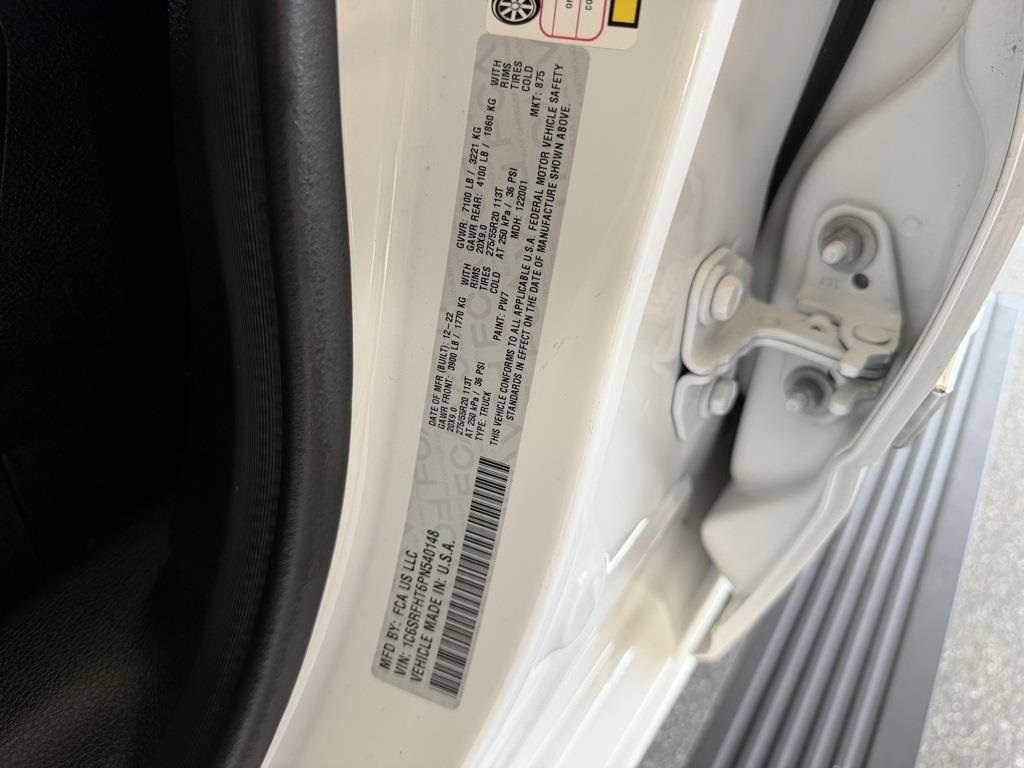 MFD BY: FCA US LLC
VIN: 1C6SRFHT6PN540148
VEHICLE MADE IN: U.S.A.
DATE OF MFR (BUILT): 12-22 GVWR: 7100 LB / 3221 KG
GAWR FRONT: 3900 LB / 1770 KG WITH GAWR REAR: 4100 LB / 1860 KG WITH
20X9.0 RIMS 20X9.0 RIMS
275/55R20 113T TIRES 275/55R20 113T TIRES
AT 250 kPa / 36 PSI COLD AT 250 kPa / 36 PSI COLD
TYPE: TRUCK PAINT: PW7 MDH: 122001 MKT: 875
THIS VEHICLE CONFORMS TO ALL APPLICABLE U.S.A. FEDERAL MOTOR VEHICLE SAFETY
STANDARDS IN EFFECT ON THE DATE OF MANUFACTURE SHOWN ABOVE.